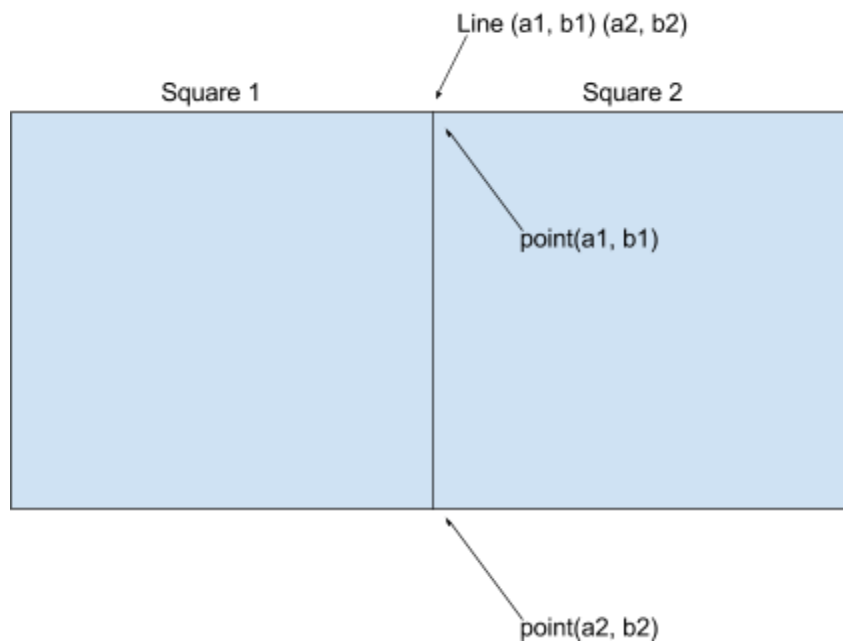 Line (a1, b1) (a2, b2)
Square 1
Square 2
point(a1, b1)
point(a2, b2)